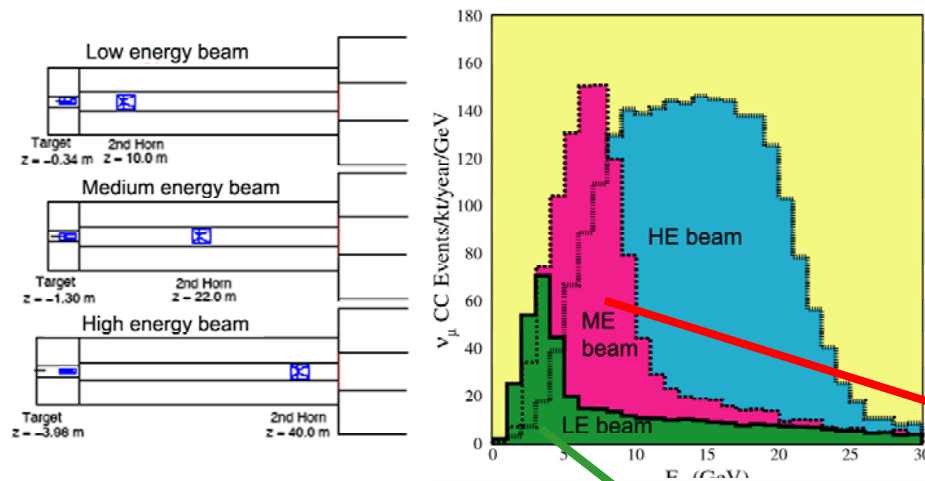 Low energy beam
Target
z = -0.34 m
2nd Horn
z = 10.0 m
Medium energy beam
Target
z = -1.30 m
2nd Horn
z = 22.0 m
High energy beam
Target
z = -3.96 m
2nd Horn
z = 40.0 m
ν_μ CC Events/kt/year/GeV
180
160
140
120
100
80
60
40
20
0
HE beam
ME
beam
LE beam
0
5
10
15
20
25
30
(GeV)